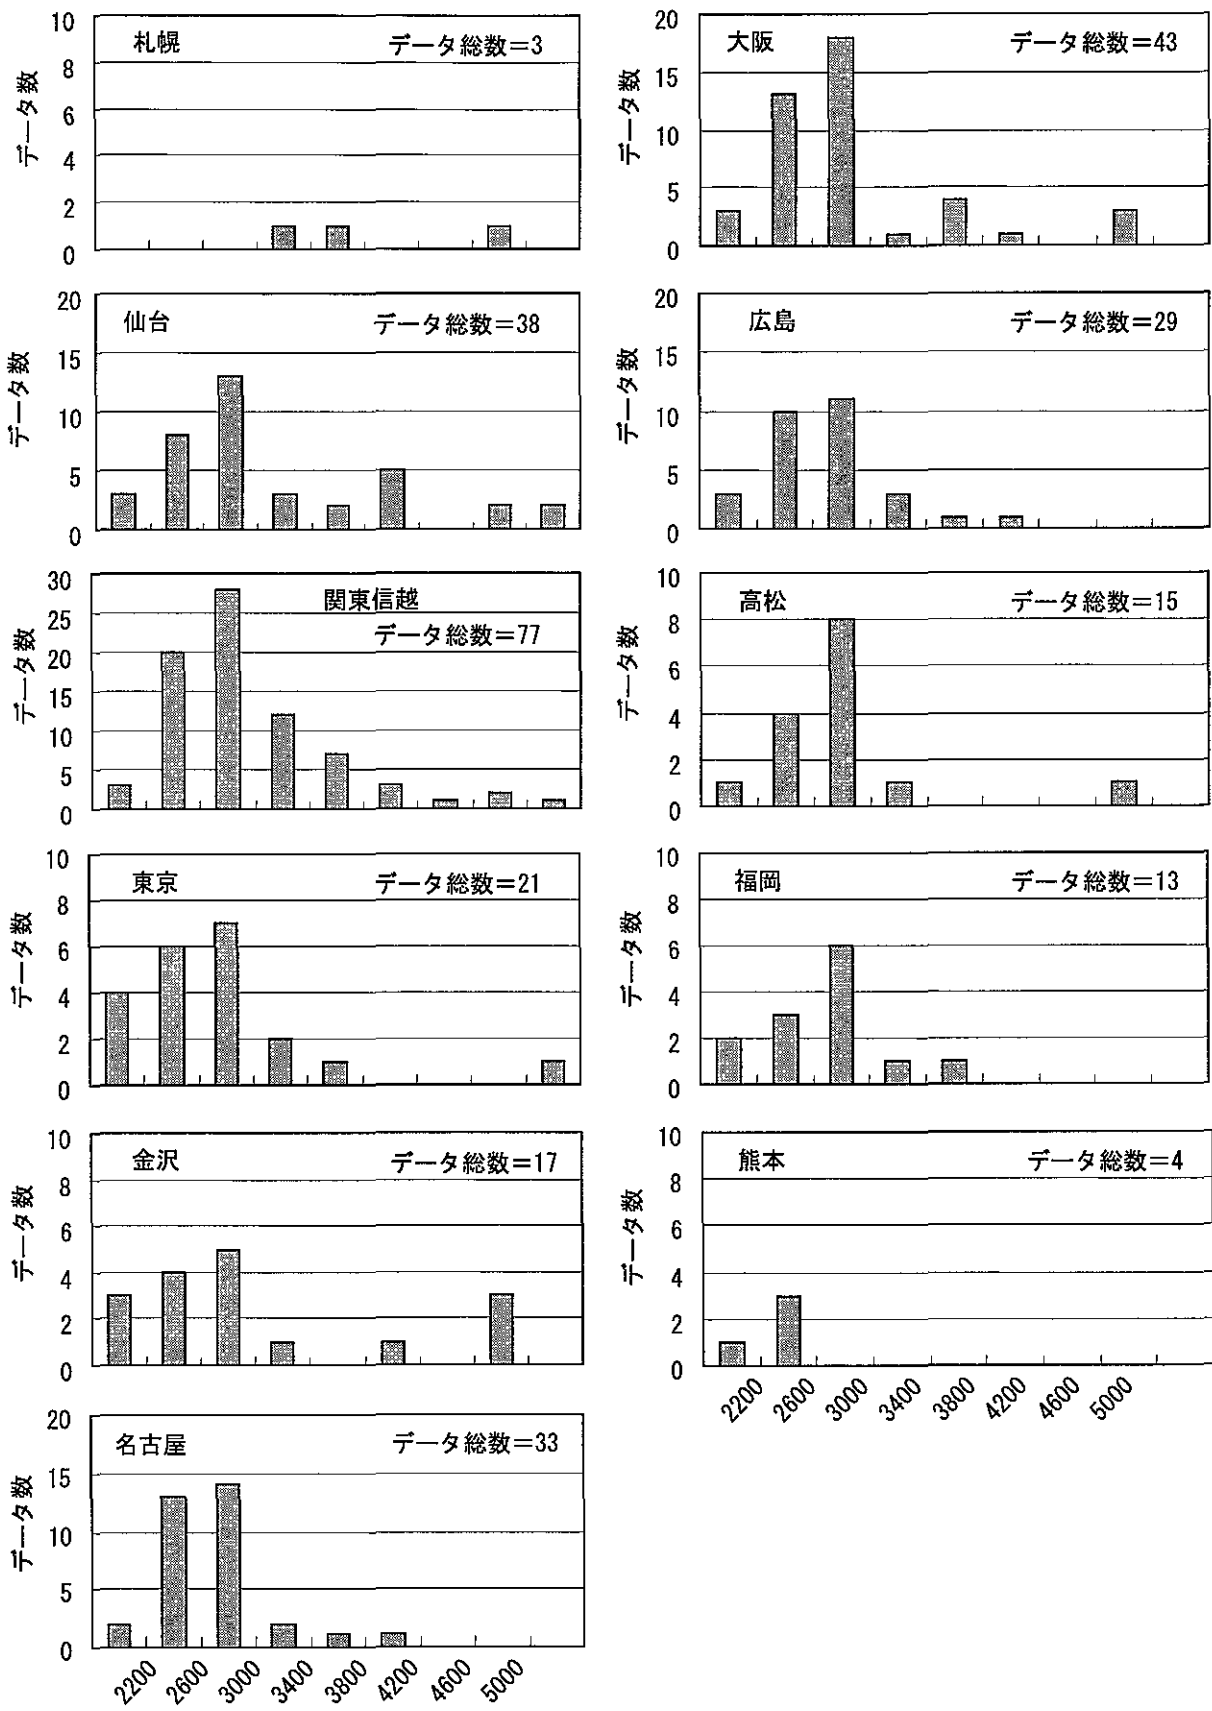 札幌 データ総数=3
データ数
10
8
6
4
2
0
仙台 データ総数=38
データ数
20
15
10
5
0
関東信越
データ総数=77
データ数
30
25
20
15
10
5
0
東京 データ総数=21
データ数
10
8
6
4
2
0
金沢 データ総数=17
データ数
10
8
6
4
2
0
名古屋 データ総数=33
データ数
20
15
10
5
0
2200 2600 3000 3400 3800 4200 4600 5000
大阪 データ総数=43
データ数
20
15
10
5
0
広島 データ総数=29
データ数
20
15
10
5
0
高松 データ総数=15
データ数
10
8
6
4
2
0
福岡 データ総数=13
データ数
10
8
6
4
2
0
熊本 データ総数=4
データ数
10
8
6
4
2
0
2200 2600 3000 3400 3800 4200 4600 5000